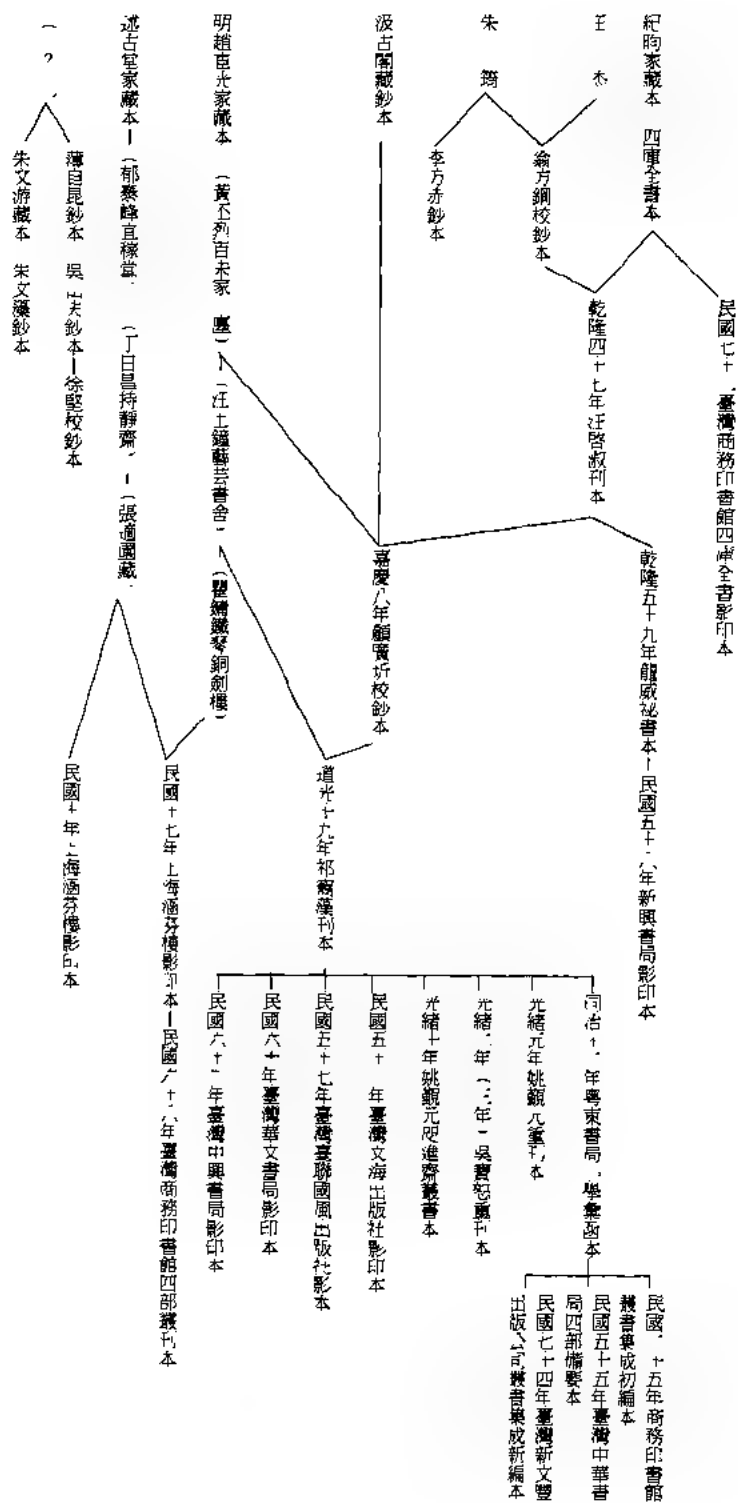 紀昀家藏本　四庫全書本
民國七十　臺灣商務印書館四庫全書影印本
王　杰
翁方綱校鈔本
乾隆四十七年汪啓淑刊本
乾隆五十九年龍威祕書本
民國五十六年新興書局影印本
朱　筠
李方赤鈔本
汲古閣藏鈔本
嘉慶八年顧廣圻校鈔本
道光十九年祁寯藻刊本
同治十　年粵東書局　學彙函本
民國　十五年商務印書館
叢書集成初編本
民國五十五年臺灣中華書
局四部備要本
民國七十四年臺灣新文豐
出版公司叢書集成新編本
光緒元年姚覲元重刊本
光緒　年（　三年）吳寶恕重刊本
光緒十年姚覲元咫進齋叢書本
民國五十　年臺灣文海出版社影印本
民國五十七年臺灣臺聯國風出版社影本
民國六十年臺灣華文書局影印本
民國六十　年臺灣中興書局影印本
明趙宧光家藏本
（黃丕烈百宋家　廛）
（汪士鐘藝芸書舍）
（瞿鏞鐵琴銅劍樓）
述古堂家藏本
（郁泰峰宜稼堂）
（丁日昌持靜齋）
（張適園藏）
民國十七年上海涵芬樓影印本
民國六十六年臺灣商務印書館四部叢刊本
民國十年上海涵芬樓影印本
（　？　）
薄自昆鈔本　吳　夫鈔本
徐堅校鈔本
朱文游藏本　朱文藻鈔本